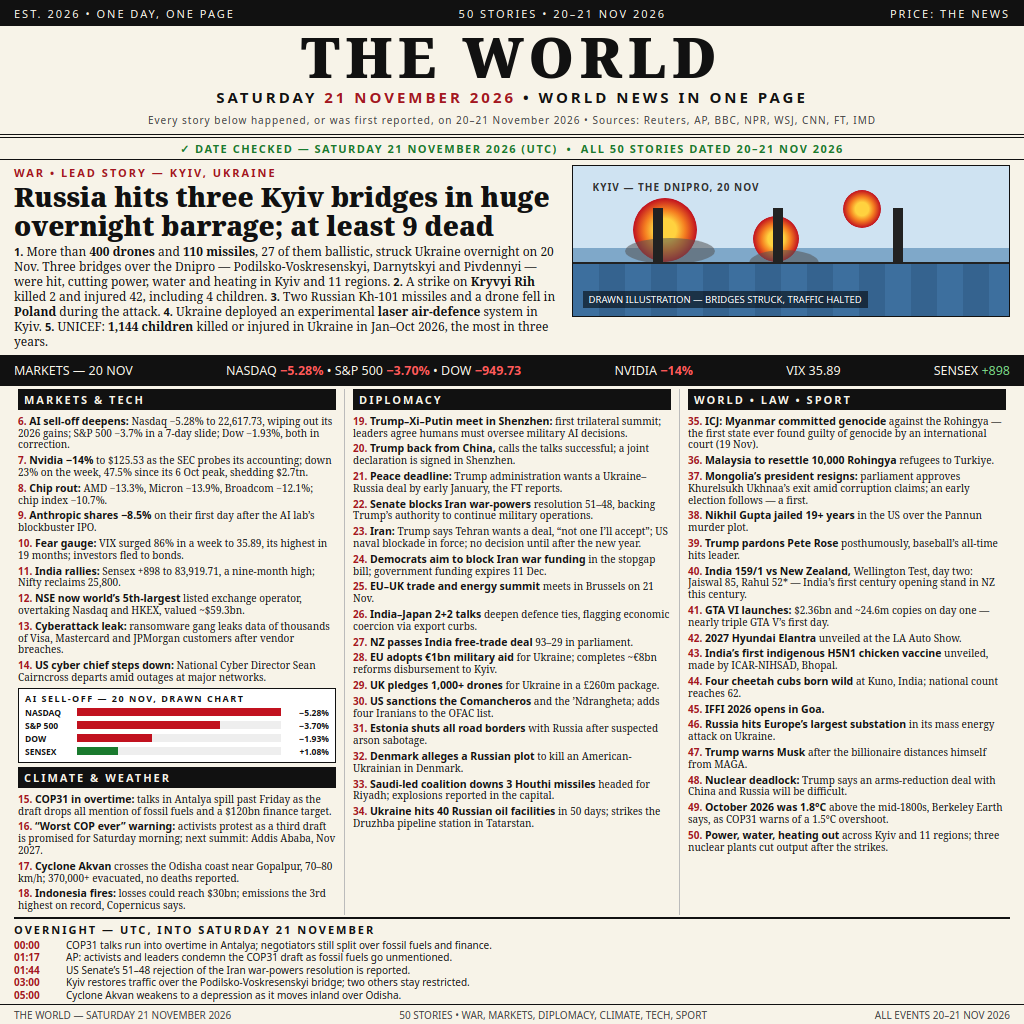 EST. 2026 • ONE DAY, ONE PAGE
50 STORIES • 20–21 NOV 2026
PRICE: THE NEWS
THE WORLD
SATURDAY 21 NOVEMBER 2026 • WORLD NEWS IN ONE PAGE
Every story below happened, or was first reported, on 20–21 November 2026 • Sources: Reuters, AP, BBC, NPR, WSJ, CNN, FT, IMD
✓ DATE CHECKED — SATURDAY 21 NOVEMBER 2026 (UTC) • ALL 50 STORIES DATED 20–21 NOV 2026
WAR • LEAD STORY — KYIV, UKRAINE
Russia hits three Kyiv bridges in huge
overnight barrage; at least 9 dead
1. More than 400 drones and 110 missiles, 27 of them ballistic, struck Ukraine overnight on 20
Nov. Three bridges over the Dnipro — Podilsko-Voskresenskyi, Darnytskyi and Pivdennyi —
were hit, cutting power, water and heating in Kyiv and 11 regions. 2. A strike on Kryvyi Rih
killed 2 and injured 42, including 4 children. 3. Two Russian Kh-101 missiles and a drone fell in
Poland during the attack. 4. Ukraine deployed an experimental laser air-defence system in
Kyiv. 5. UNICEF: 1,144 children killed or injured in Ukraine in Jan–Oct 2026, the most in three
years.
KYIV — THE DNIPRO, 20 NOV
DRAWN ILLUSTRATION — BRIDGES STRUCK, TRAFFIC HALTED
MARKETS — 20 NOV
NASDAQ −5.28% • S&P 500 −3.70% • DOW −949.73
NVIDIA −14%
VIX 35.89
SENSEX +898
MARKETS & TECH
6. AI sell-off deepens: Nasdaq −5.28% to 22,617.73, wiping out its
2026 gains; S&P 500 −3.7% in a 7-day slide; Dow −1.93%, both in
correction.
7. Nvidia −14% to $125.53 as the SEC probes its accounting; down
23% on the week, 47.5% since its 6 Oct peak, shedding $2.7tn.
8. Chip rout: AMD −13.3%, Micron −13.9%, Broadcom −12.1%;
chip index −10.7%.
9. Anthropic shares −8.5% on their first day after the AI lab's
blockbuster IPO.
10. Fear gauge: VIX surged 86% in a week to 35.89, its highest in
19 months; investors fled to bonds.
11. India rallies: Sensex +898 to 83,919.71, a nine-month high;
Nifty reclaims 25,800.
12. NSE now world's 5th-largest listed exchange operator,
overtaking Nasdaq and HKEX, valued ~$59.3bn.
13. Cyberattack leak: ransomware gang leaks data of thousands
of Visa, Mastercard and JPMorgan customers after vendor
breaches.
14. US cyber chief steps down: National Cyber Director Sean
Cairncross departs amid outages at major networks.
AI SELL-OFF — 20 NOV, DRAWN CHART
NASDAQ −5.28%
S&P 500 −3.70%
DOW −1.93%
SENSEX +1.08%
CLIMATE & WEATHER
15. COP31 in overtime: talks in Antalya spill past Friday as the
draft drops all mention of fossil fuels and a $120bn finance target.
16. “Worst COP ever” warning: activists protest as a third draft
is promised for Saturday morning; next summit: Addis Ababa, Nov
2027.
17. Cyclone Akvan crosses the Odisha coast near Gopalpur, 70–80
km/h; 370,000+ evacuated, no deaths reported.
18. Indonesia fires: losses could reach $30bn; emissions the 3rd
highest on record, Copernicus says.
DIPLOMACY
19. Trump–Xi–Putin meet in Shenzhen: first trilateral summit;
leaders agree humans must oversee military AI decisions.
20. Trump back from China, calls the talks successful; a joint
declaration is signed in Shenzhen.
21. Peace deadline: Trump administration wants a Ukraine–
Russia deal by early January, the FT reports.
22. Senate blocks Iran war-powers resolution 51–48, backing
Trump's authority to continue military operations.
23. Iran: Trump says Tehran wants a deal, “not one I'll accept”; US
naval blockade in force; no decision until after the new year.
24. Democrats aim to block Iran war funding in the stopgap
bill; government funding expires 11 Dec.
25. EU–UK trade and energy summit meets in Brussels on 21
Nov.
26. India–Japan 2+2 talks deepen defence ties, flagging economic
coercion via export curbs.
27. NZ passes India free-trade deal 93–29 in parliament.
28. EU adopts €1bn military aid for Ukraine; completes ~€8bn
reforms disbursement to Kyiv.
29. UK pledges 1,000+ drones for Ukraine in a £260m package.
30. US sanctions the Comancheros and the 'Ndrangheta; adds
four Iranians to the OFAC list.
31. Estonia shuts all road borders with Russia after suspected
arson sabotage.
32. Denmark alleges a Russian plot to kill an American-
Ukrainian in Denmark.
33. Saudi-led coalition downs 3 Houthi missiles headed for
Riyadh; explosions reported in the capital.
34. Ukraine hits 40 Russian oil facilities in 50 days; strikes the
Druzhba pipeline station in Tatarstan.
WORLD • LAW • SPORT
35. ICJ: Myanmar committed genocide against the Rohingya —
the first state ever found guilty of genocide by an international
court (19 Nov).
36. Malaysia to resettle 10,000 Rohingya refugees to Turkiye.
37. Mongolia's president resigns: parliament approves
Khurelsukh Ukhnaa's exit amid corruption claims; an early
election follows — a first.
38. Nikhil Gupta jailed 19+ years in the US over the Pannun
murder plot.
39. Trump pardons Pete Rose posthumously, baseball's all-time
hits leader.
40. India 159/1 vs New Zealand, Wellington Test, day two:
Jaiswal 85, Rahul 52* — India's first century opening stand in NZ
this century.
41. GTA VI launches: $2.36bn and ~24.6m copies on day one —
nearly triple GTA V's first day.
42. 2027 Hyundai Elantra unveiled at the LA Auto Show.
43. India's first indigenous H5N1 chicken vaccine unveiled,
made by ICAR-NIHSAD, Bhopal.
44. Four cheetah cubs born wild at Kuno, India; national count
reaches 62.
45. IFFI 2026 opens in Goa.
46. Russia hits Europe's largest substation in its mass energy
attack on Ukraine.
47. Trump warns Musk after the billionaire distances himself
from MAGA.
48. Nuclear deadlock: Trump says an arms-reduction deal with
China and Russia will be difficult.
49. October 2026 was 1.8°C above the mid-1800s, Berkeley Earth
says, as COP31 warns of a 1.5°C overshoot.
50. Power, water, heating out across Kyiv and 11 regions; three
nuclear plants cut output after the strikes.
OVERNIGHT — UTC, INTO SATURDAY 21 NOVEMBER
00:00 COP31 talks run into overtime in Antalya; negotiators still split over fossil fuels and finance.
01:17 AP: activists and leaders condemn the COP31 draft as fossil fuels go unmentioned.
01:44 US Senate's 51–48 rejection of the Iran war-powers resolution is reported.
03:00 Kyiv restores traffic over the Podilsko-Voskresenskyi bridge; two others stay restricted.
05:00 Cyclone Akvan weakens to a depression as it moves inland over Odisha.
THE WORLD — SATURDAY 21 NOVEMBER 2026
50 STORIES • WAR, MARKETS, DIPLOMACY, CLIMATE, TECH, SPORT
ALL EVENTS 20–21 NOV 2026